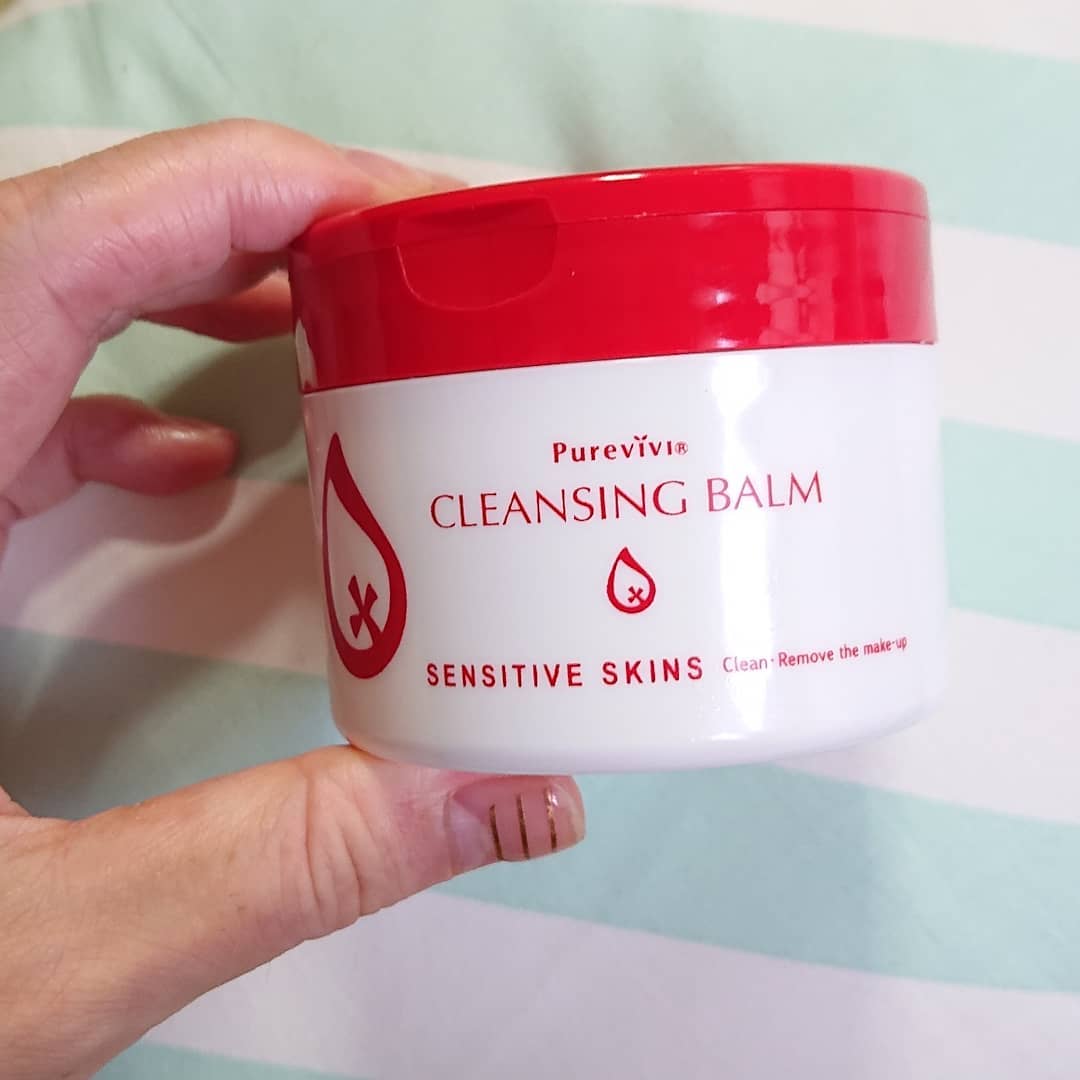 Purevivi®
CLEANSING BALM
SENSITIVE SKINS Clean·Remove the make-up